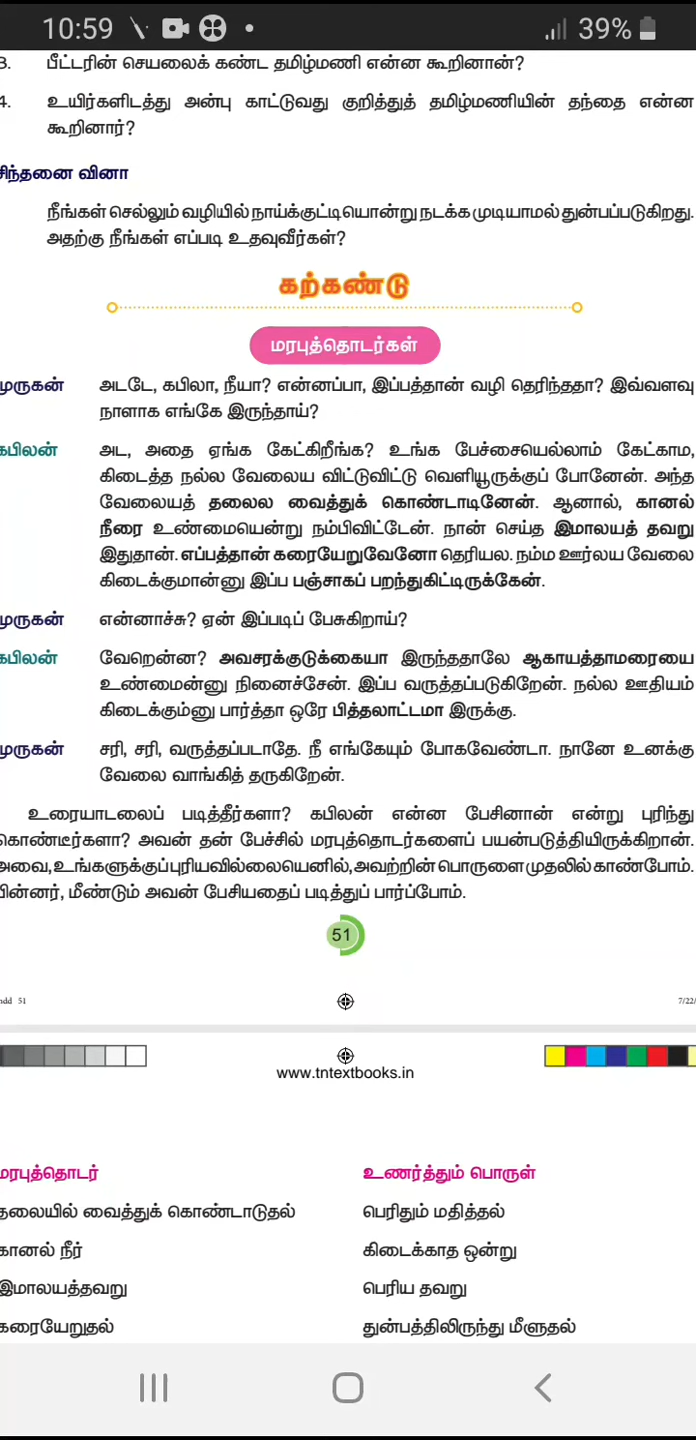 10:59
39%
3. பீட்டரின் செயலைக் கண்ட தமிழ்மணி என்ன கூறினான்?
4. உயிர்களிடத்து அன்பு காட்டுவது குறித்துத் தமிழ்மணியின் தந்தை என்ன
கூறினார்?
சிந்தனை வினா
நீங்கள் செல்லும் வழியில் நாய்க்குட்டியொன்று நடக்க முடியாமல் துன்பப்படுகிறது.
அதற்கு நீங்கள் எப்படி உதவுவீர்கள்?
கற்கண்டு
மரபுத்தொடர்கள்
முருகன் அடடே, கபிலா, நீயா? என்னப்பா, இப்பத்தான் வழி தெரிந்ததா? இவ்வளவு
நாளாக எங்கே இருந்தாய்?
கபிலன் அட, அதை ஏங்க கேட்கிறீங்க? உங்க பேச்சையெல்லாம் கேட்காம,
கிடைத்த நல்ல வேலைய விட்டுவிட்டு வெளியூருக்குப் போனேன். அந்த
வேலையத் தலைல வைத்துக் கொண்டாடினேன். ஆனால், கானல்
நீரை உண்மையென்று நம்பிவிட்டேன். நான் செய்த இமாலயத் தவறு
இதுதான். எப்பத்தான் கரையேறுவேனோ தெரியல. நம்ம ஊர்லய வேலை
கிடைக்குமான்னு இப்ப பஞ்சாகப் பறந்துகிட்டிருக்கேன்.
முருகன் என்னாச்சு? ஏன் இப்படிப் பேசுகிறாய்?
கபிலன் வேறென்ன? அவசரக்குடுக்கையா இருந்ததாலே ஆகாயத்தாமரையை
உண்மைன்னு நினைச்சேன். இப்ப வருத்தப்படுகிறேன். நல்ல ஊதியம்
கிடைக்கும்னு பார்த்தா ஒரே பித்தலாட்டமா இருக்கு.
முருகன் சரி, சரி, வருத்தப்படாதே. நீ எங்கேயும் போகவேண்டா. நானே உனக்கு
வேலை வாங்கித் தருகிறேன்.
உரையாடலைப் படித்தீர்களா? கபிலன் என்ன பேசினான் என்று புரிந்து
கொண்டீர்களா? அவன் தன் பேச்சில் மரபுத்தொடர்களைப் பயன்படுத்தியிருக்கிறான்.
அவை, உங்களுக்குப் புரியவில்லையெனில், அவற்றின் பொருளை முதலில் காண்போம்.
பின்னர், மீண்டும் அவன் பேசியதைப் படித்துப் பார்ப்போம்.
51
ndd 51 7/22/
www.tntextbooks.in
மரபுத்தொடர் உணர்த்தும் பொருள்
தலையில் வைத்துக் கொண்டாடுதல் பெரிதும் மதித்தல்
கானல் நீர் கிடைக்காத ஒன்று
இமாலயத்தவறு பெரிய தவறு
கரையேறுதல் துன்பத்திலிருந்து மீளுதல்